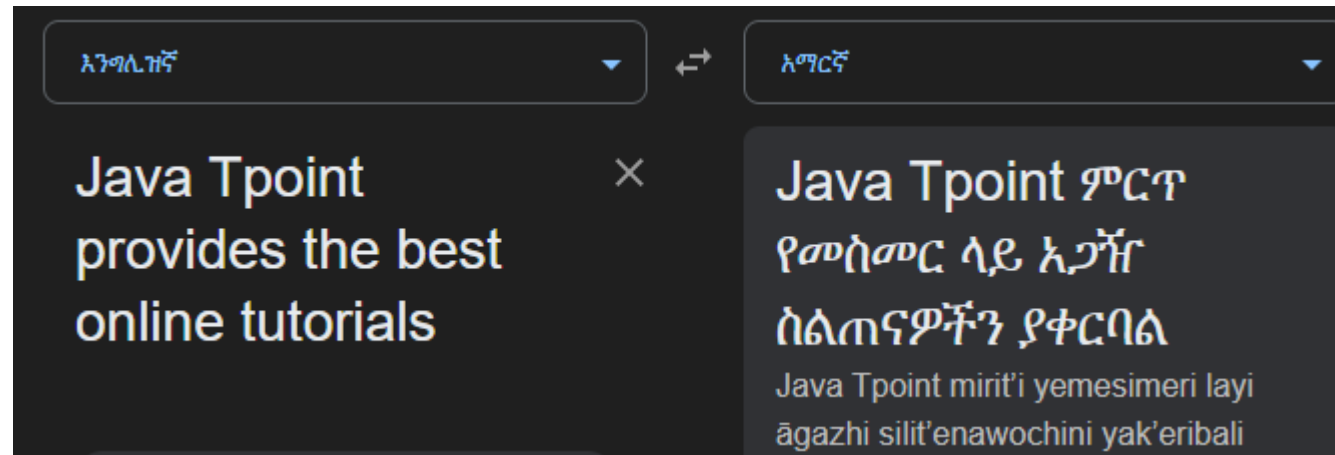 እንግሊዝኛ
አማርኛ
Java Tpoint
provides the best
online tutorials
Java Tpoint ምርጥ
የመስመር ላይ አጋዥ
ስልጠናዎችን ያቀርባል
Java Tpoint mirit’i yemesimeri layi
āgazhi silit’enawochini yak’eribali